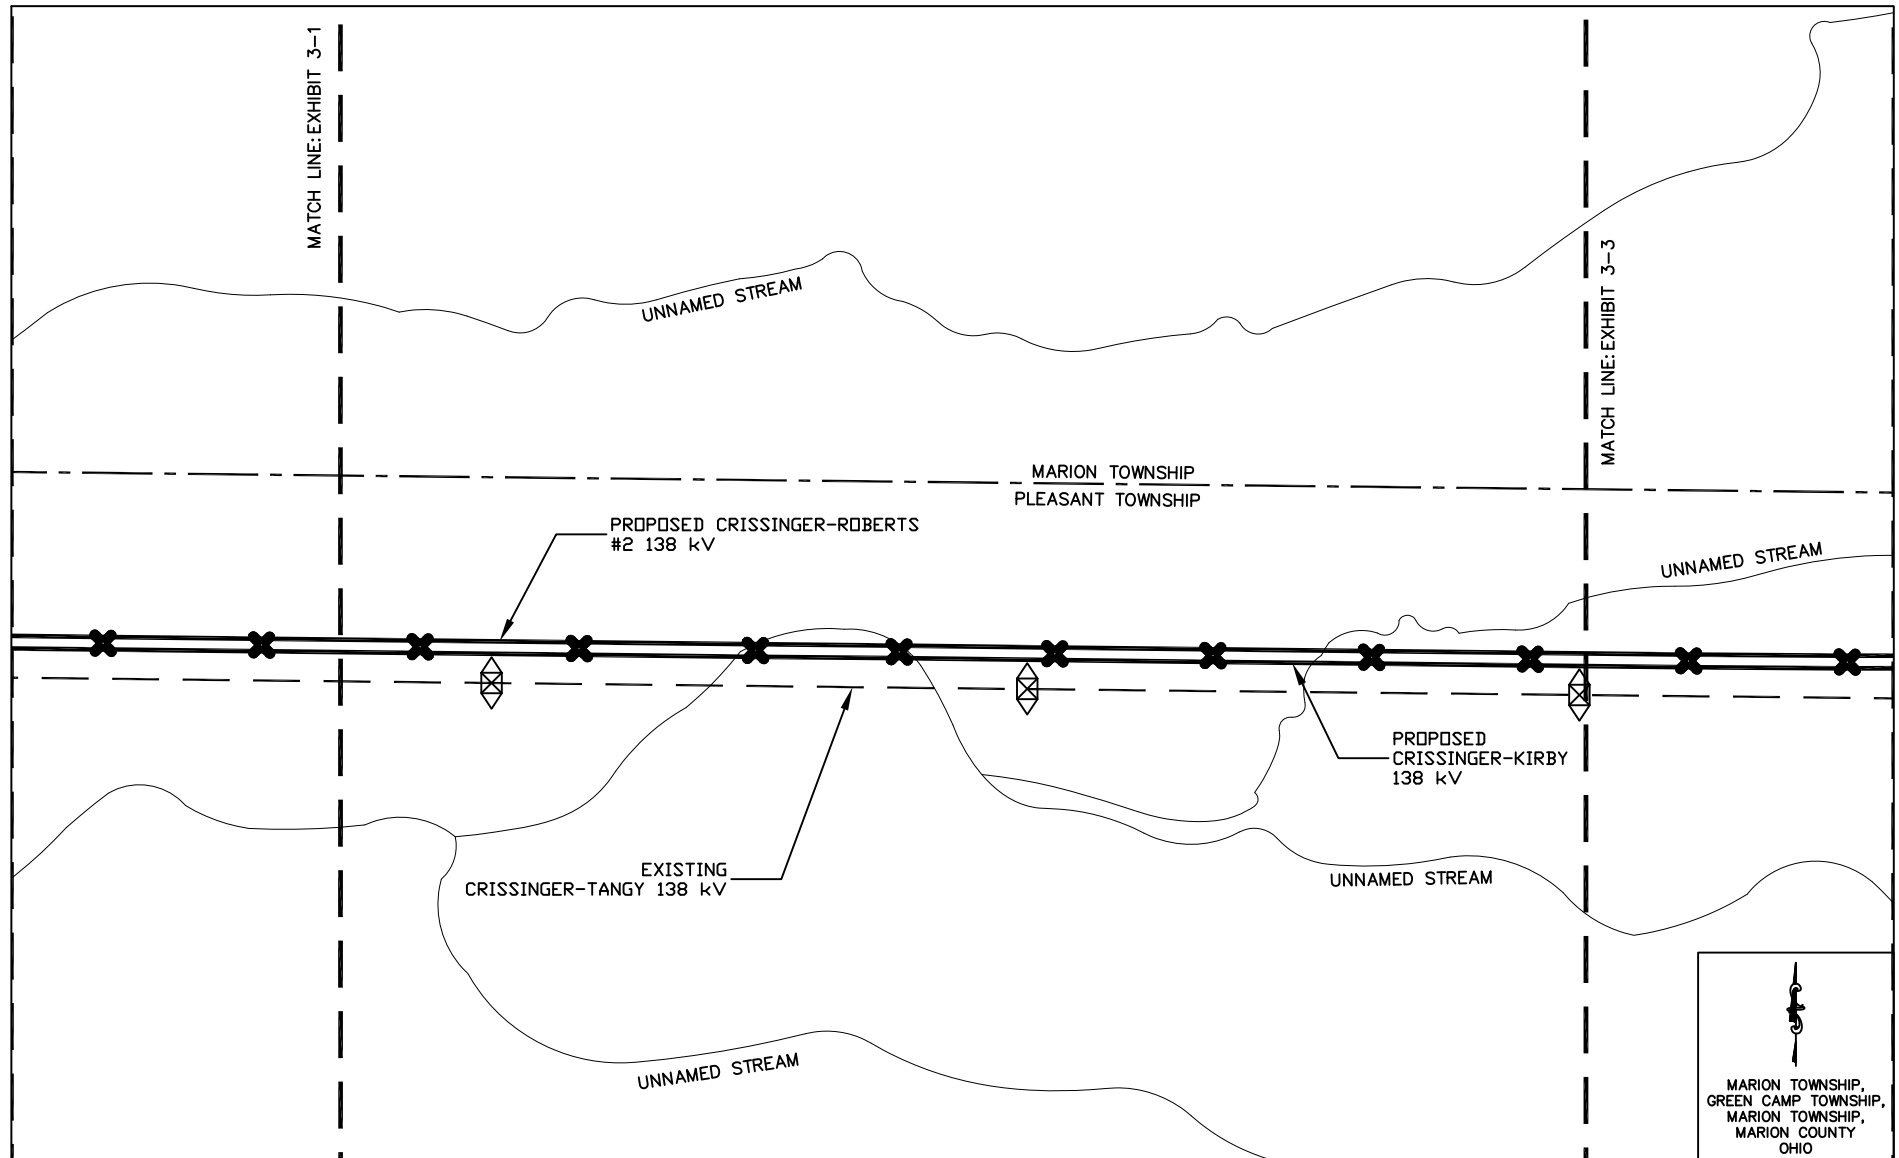 MATCH LINE:EXHIBIT 3-1
MATCH LINE:EXHIBIT 3-3
UNNAMED STREAM
MARION TOWNSHIP
PLEASANT TOWNSHIP
PROPOSED CRISSINGER-ROBERTS
#2 138 kV
UNNAMED STREAM
PROPOSED
CRISSINGER-KIRBY
138 kV
EXISTING
CRISSINGER-TANGY 138 kV
UNNAMED STREAM
UNNAMED STREAM
MARION TOWNSHIP,
GREEN CAMP TOWNSHIP,
MARION TOWNSHIP,
MARION COUNTY
OHIO